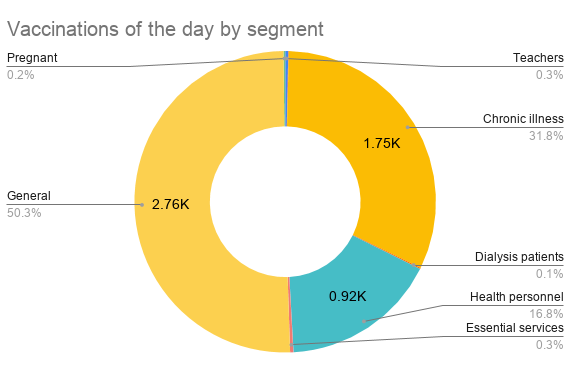 Vaccinations of the day by segment
Pregnant
0.2%
Teachers
0.3%
Chronic illness
31.8%
1.75K
General
50.3%
2.76K
Dialysis patients
0.1%
Health personnel
16.8%
0.92K
Essential services
0.3%